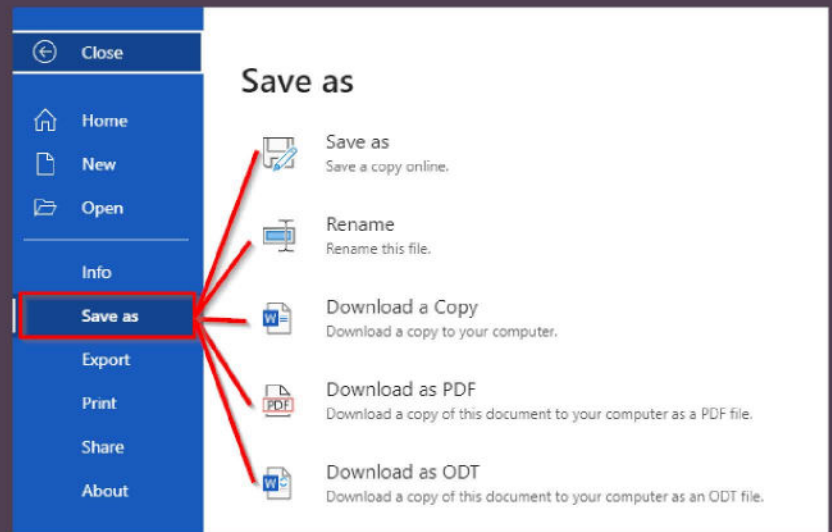 Close
Home
New
Open
Info
Save as
Export
Print
Share
About
Save as
Save as
Save a copy online.
Rename
Rename this file.
W
Download a Copy
Download a copy to your computer.
PDF
Download as PDF
Download a copy of this document to your computer as a PDF file.
W
Download as ODT
Download a copy of this document to your computer as an ODT file.